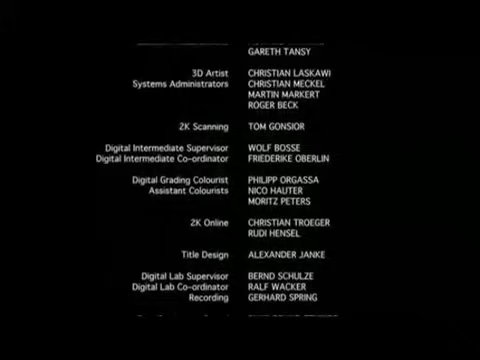 GARETH TANSY
3D Artist CHRISTIAN LASKAWI
Systems Administrators CHRISTIAN MECKEL
MARTIN MARKERT
ROGER BECK
2K Scanning TOM GONSIOR
Digital Intermediate Supervisor WOLF BOSSE
Digital Intermediate Co-ordinator FRIEDERIKE OBERLIN
Digital Grading Colourist PHILIPP ORGASSA
Assistant Colourists NICO HAUTER
MORITZ PETERS
2K Online CHRISTIAN TROEGER
RUDI HENSEL
Title Design ALEXANDER JANKE
Digital Lab Supervisor BERND SCHULZE
Digital Lab Co-ordinator RALF WACKER
Recording GERHARD SPRING